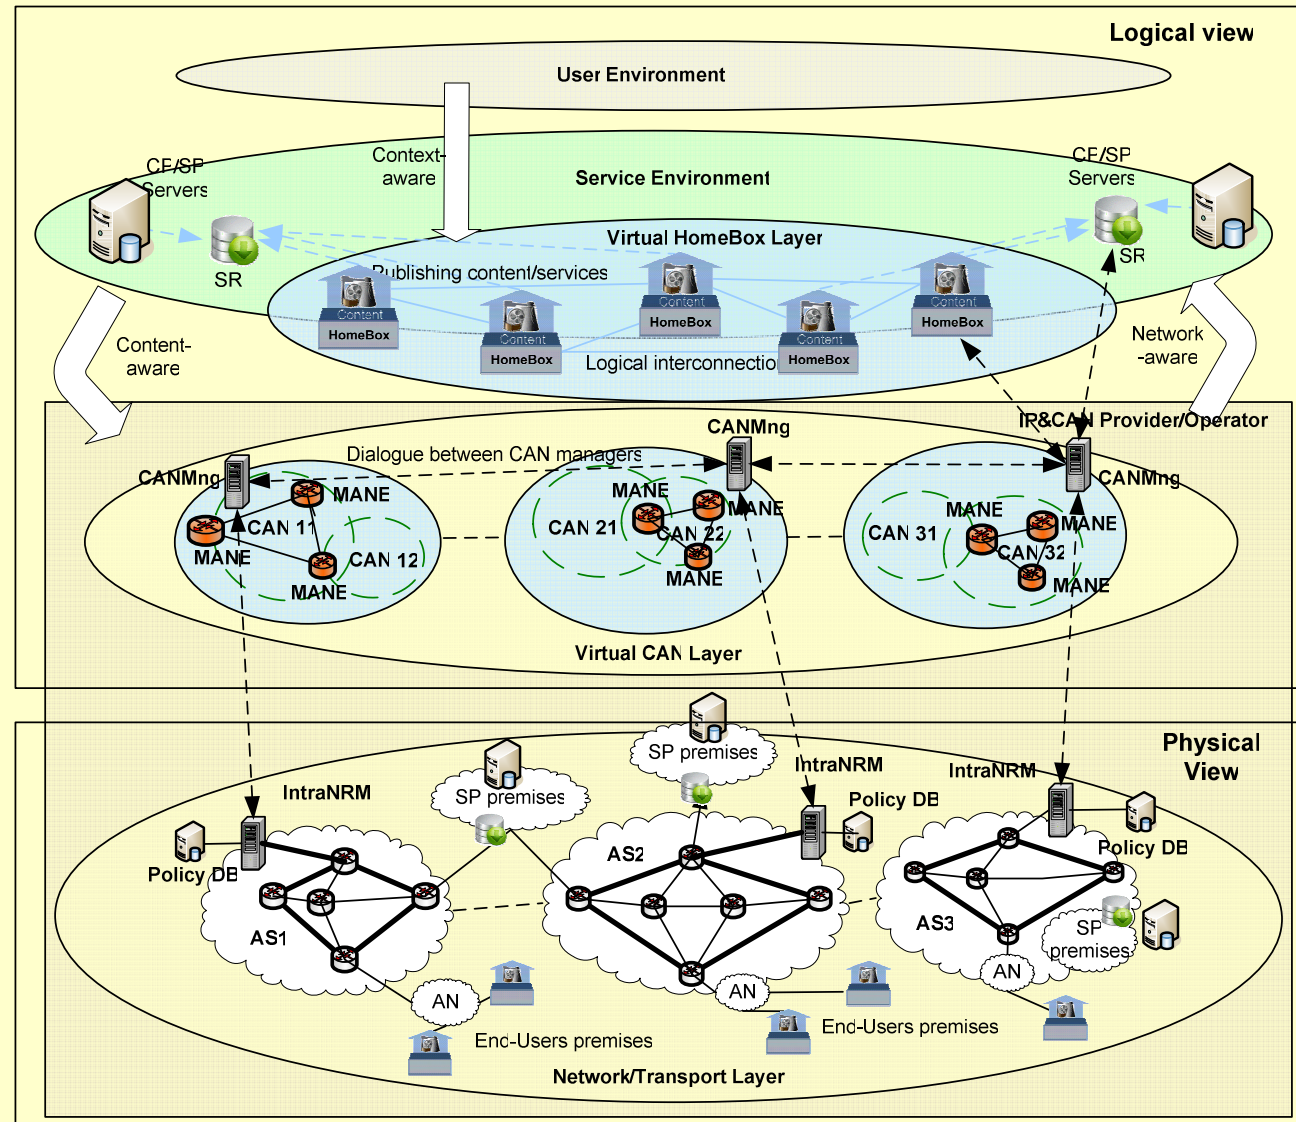 Logical view
User Environment
Context-
aware
CP/SP
Servers
Service Environment
CP/SP
Servers
Virtual HomeBox Layer
SR
SR
Publishing content/services
Content
HomeBox
Content
HomeBox
Content
HomeBox
Content
HomeBox
Content
HomeBox
Logical interconnection
Content-
aware
Network
-aware
IP&CAN Provider/Operator
CANMng
Dialogue between CAN managers
CANMng
CANMng
MANE
MANE
CAN 11
CAN 12
MANE
MANE
MANE
CAN 21
CAN 22
MANE
MANE
MANE
CAN 31
CAN 32
MANE
Virtual CAN Layer
Physical
View
SP premises
SP premises
IntraNRM
IntraNRM
IntraNRM
Policy DB
Policy DB
Policy DB
AS1
AS2
AS3
SP
premises
AN
AN
AN
End-Users premises
End-Users premises
Network/Transport Layer